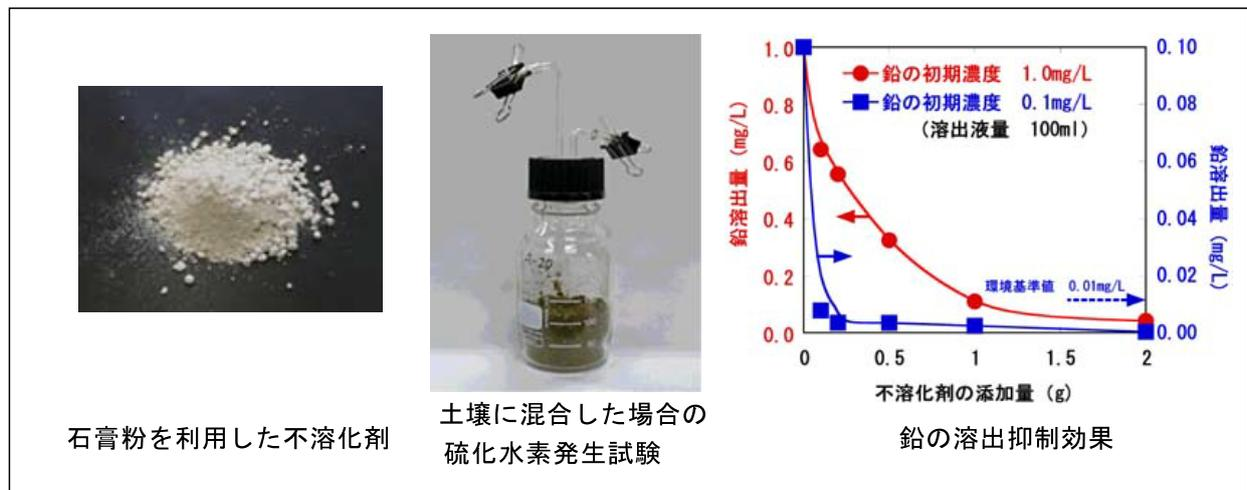 石膏粉を利用した不溶化剤
A-20
土壌に混合した場合の
硫化水素発生試験
鉛溶出量 (mg/L)
1.0
0.8
0.6
0.4
0.2
0.0
鉛の初期濃度 1.0mg/L
鉛の初期濃度 0.1mg/L
(溶出液量 100ml)
環境基準値 0.01mg/L
0.10
0.08
0.06
0.04
0.02
0.00
鉛溶出量 (mg/L)
0 0.5 1 1.5 2
不溶化剤の添加量 (g)
鉛の溶出抑制効果